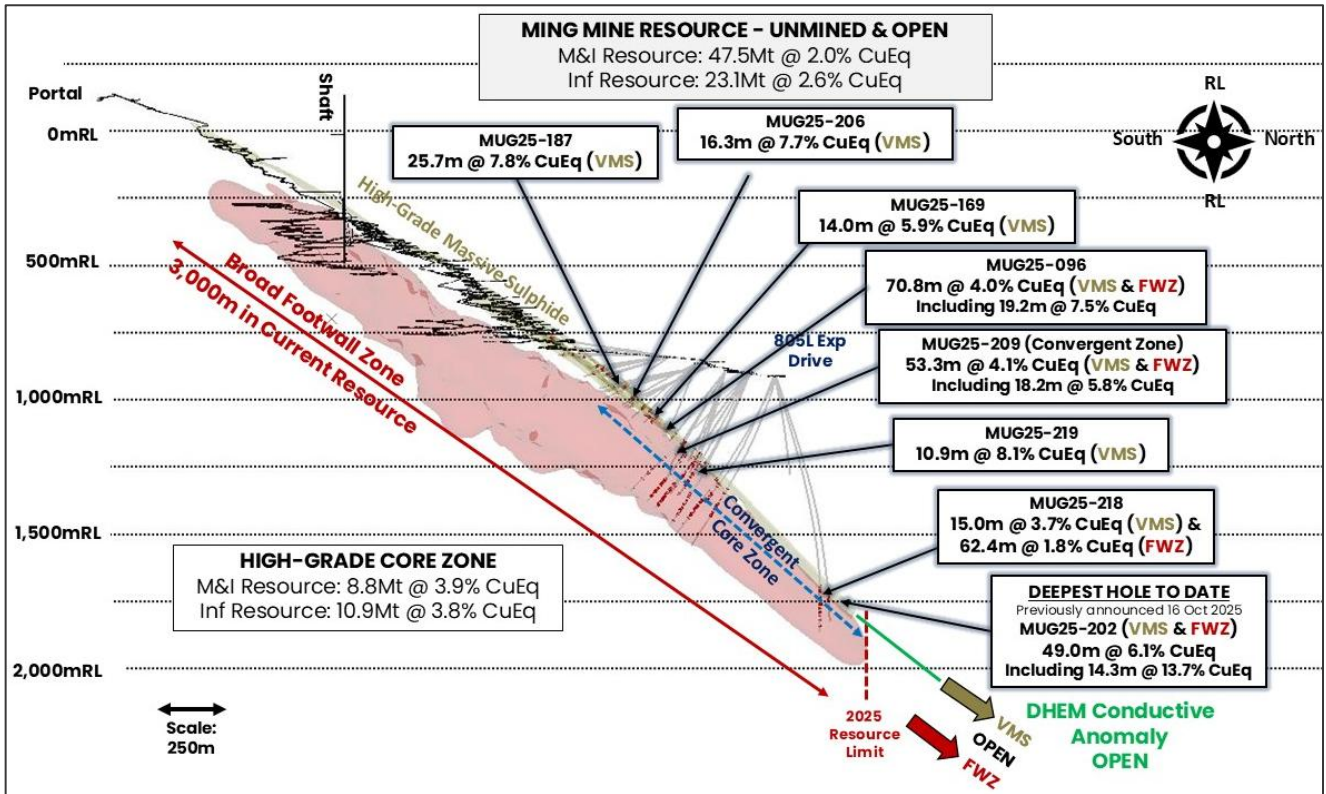 MING MINE RESOURCE - UNMINED & OPEN
M&I Resource: 47.5Mt @ 2.0% CuEq
Inf Resource: 23.1Mt @ 2.6% CuEq
Portal
Shaft
0mRL
500mRL
1,000mRL
1,500mRL
2,000mRL
RL
South
North
RL
MUG25-187
25.7m @ 7.8% CuEq (VMS)
MUG25-206
16.3m @ 7.7% CuEq (VMS)
MUG25-169
14.0m @ 5.9% CuEq (VMS)
MUG25-096
70.8m @ 4.0% CuEq (VMS & FWZ)
Including 19.2m @ 7.5% CuEq
MUG25-209 (Convergent Zone)
53.3m @ 4.1% CuEq (VMS & FWZ)
Including 18.2m @ 5.8% CuEq
MUG25-219
10.9m @ 8.1% CuEq (VMS)
MUG25-218
15.0m @ 3.7% CuEq (VMS) &
62.4m @ 1.8% CuEq (FWZ)
DEEPEST HOLE TO DATE
Previously announced 16 Oct 2025
MUG25-202 (VMS & FWZ)
49.0m @ 6.1% CuEq
Including 14.3m @ 13.7% CuEq
High-Grade Massive Sulphide
Broad Footwall Zone
3,000m in Current Resource
805L Exp
Drive
Convergent
Core Zone
HIGH-GRADE CORE ZONE
M&I Resource: 8.8Mt @ 3.9% CuEq
Inf Resource: 10.9Mt @ 3.8% CuEq
Scale:
250m
2025
Resource
Limit
VMS
OPEN
FWZ
DHEM Conductive
Anomaly
OPEN